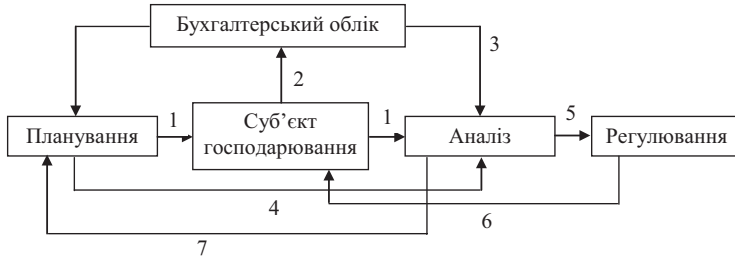 Бухгалтерський облік
3
2
Планування
1
Суб’єкт
господарювання
1
Аналіз
5
Регулювання
4
6
7